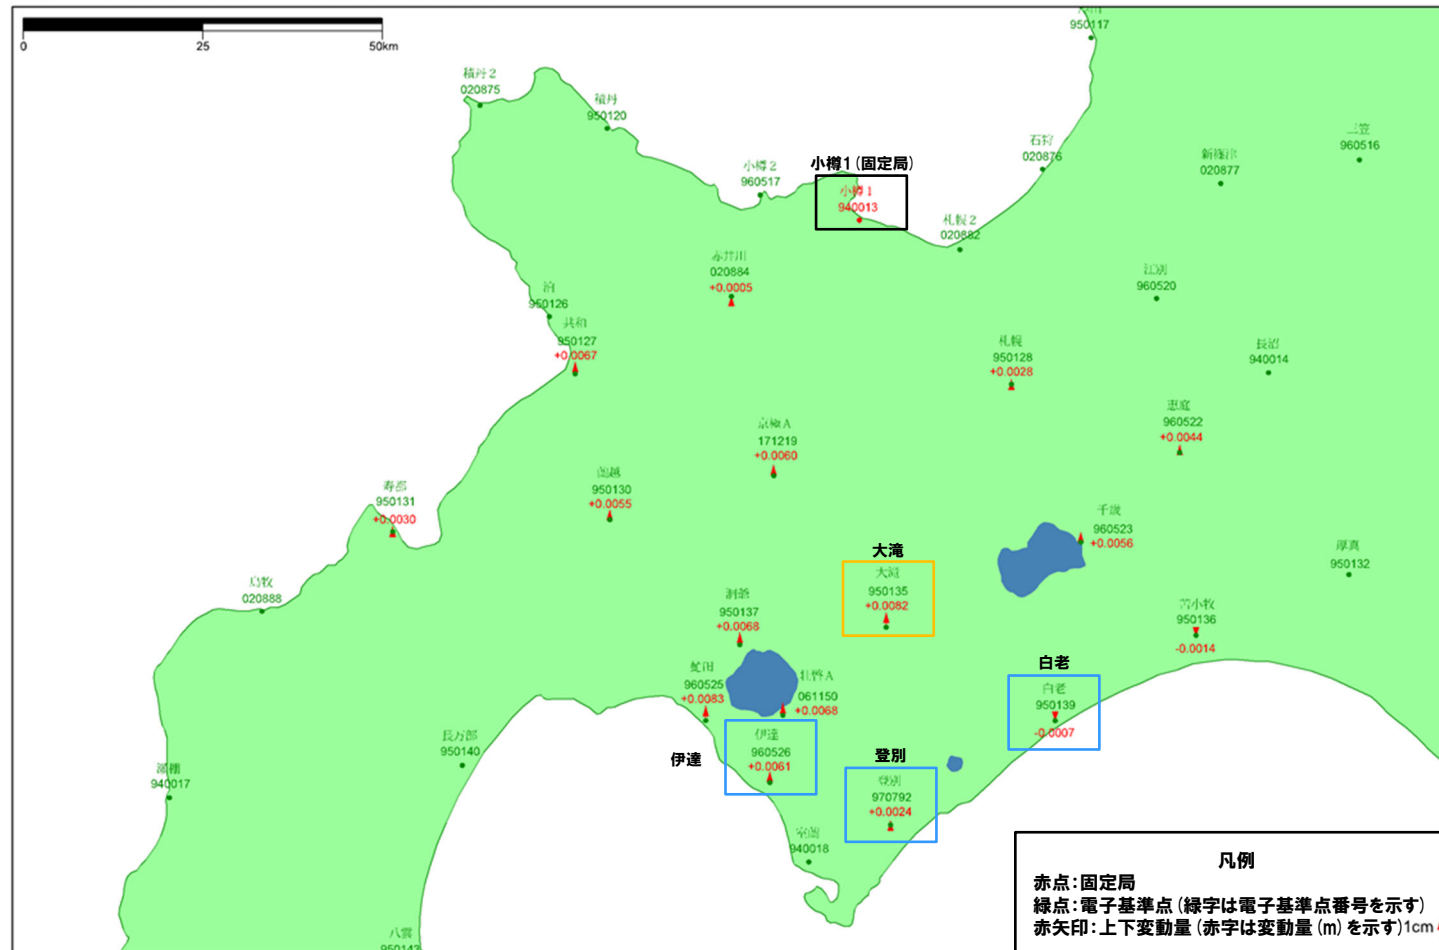 0 25 50km
950117
積丹2
020875
積丹
950120
石狩
020876
三笠
960516
新篠津
020877
小樽2
960517
小樽1(固定局)
小樽1
940013
札幌2
020882
赤井川
020884
+0.0005
江別
960520
泊
950126
共和
950127
+0.0067
札幌
950128
+0.0028
長沼
940014
恵庭
960522
+0.0044
京極A
171219
+0.0060
蘭越
950130
+0.0055
寿都
950131
+0.0030
千歳
960523
+0.0056
厚真
950132
大滝
大滝
950135
+0.0082
島牧
020888
洞爺
950137
+0.0068
苫小牧
950136
-0.0014
虻田
960525
+0.0083
壮瞥A
061150
+0.0068
白老
白老
950139
-0.0007
伊達
伊達
960526
+0.0061
長万部
950140
瀬棚
940017
登別
登別
970792
+0.0024
室蘭
940018
八雲
950143
凡例
赤点:固定局
緑点:電子基準点(緑字は電子基準点番号を示す)
赤矢印:上下変動量(赤字は変動量(m)を示す)1cm